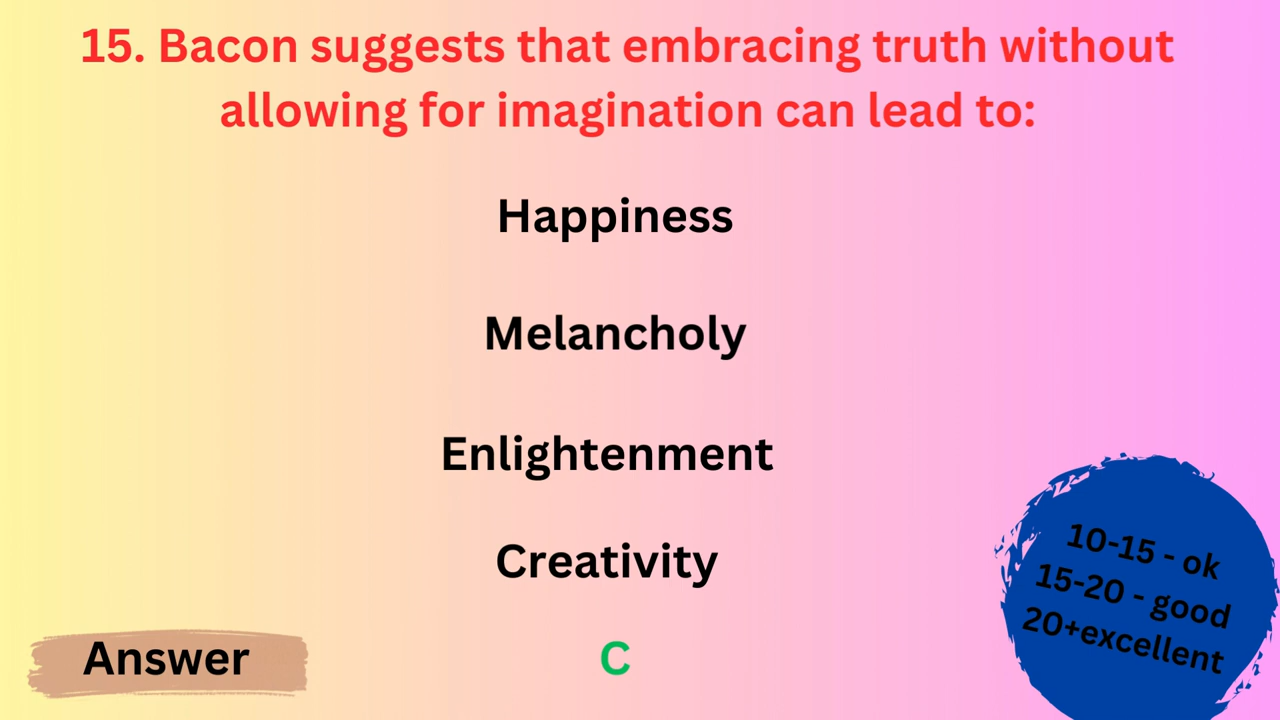 15. Bacon suggests that embracing truth without
allowing for imagination can lead to:
Happiness
Melancholy
Enlightenment
Creativity
Answer
C
10-15 - ok
15-20 - good
20+excellent